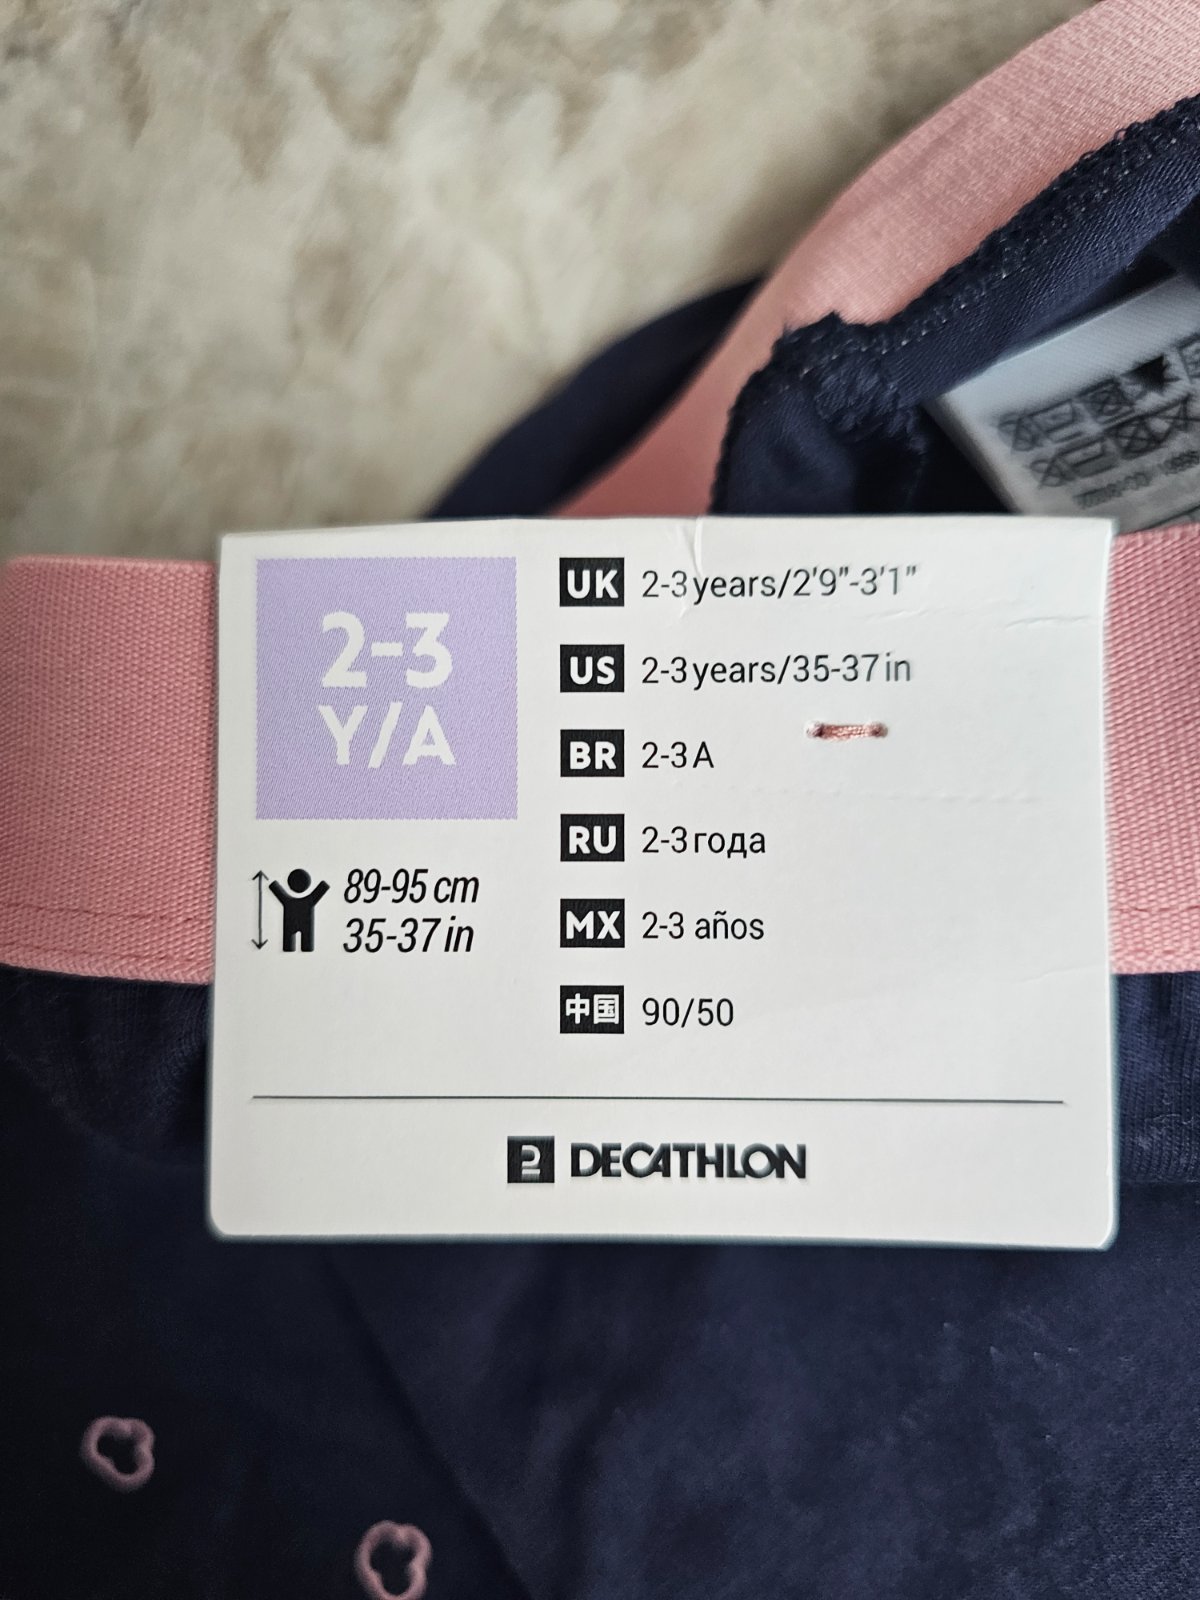 2-3
Y/A
89-95 cm
35-37 in
UK 2-3 years/2'9"-3'1"
US 2-3 years/35-37 in
BR 2-3 A
RU 2-3 года
MX 2-3 años
中国 90/50
DECATHLON